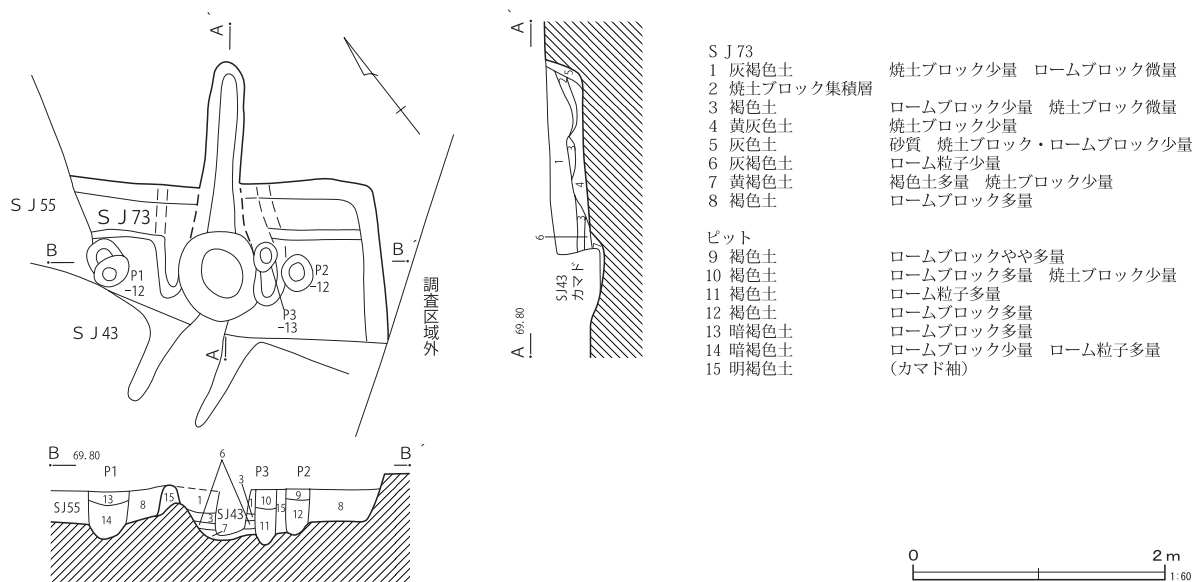 A´
ＳＪ55
ＳＪ73
B
B´
P1
-12
P2
-12
P3
-13
ＳＪ43
A
調査区域外
A´
5
2
1
3
4
3
6
SJ43
カマド
69.80
A
ＳＪ73
1 灰褐色土 焼土ブロック少量 ロームブロック微量
2 焼土ブロック集積層
3 褐色土 ロームブロック少量 焼土ブロック微量
4 黄灰色土 焼土ブロック少量
5 灰色土 砂質 焼土ブロック・ロームブロック少量
6 灰褐色土 ローム粒子少量
7 黄褐色土 褐色土多量 焼土ブロック少量
8 褐色土 ロームブロック多量
ピット
9 褐色土 ロームブロックやや多量
10 褐色土 ロームブロック多量 焼土ブロック少量
11 褐色土 ローム粒子多量
12 褐色土 ロームブロック多量
13 暗褐色土 ロームブロック多量
14 暗褐色土 ロームブロック少量 ローム粒子多量
15 明褐色土 （カマド袖）
B 69.80
B´
P1
6
P3
P2
3
SJ55
13
14
8
15
1
3
SJ43
7
1
10
11
15
9
12
8
0
2 m
1:60